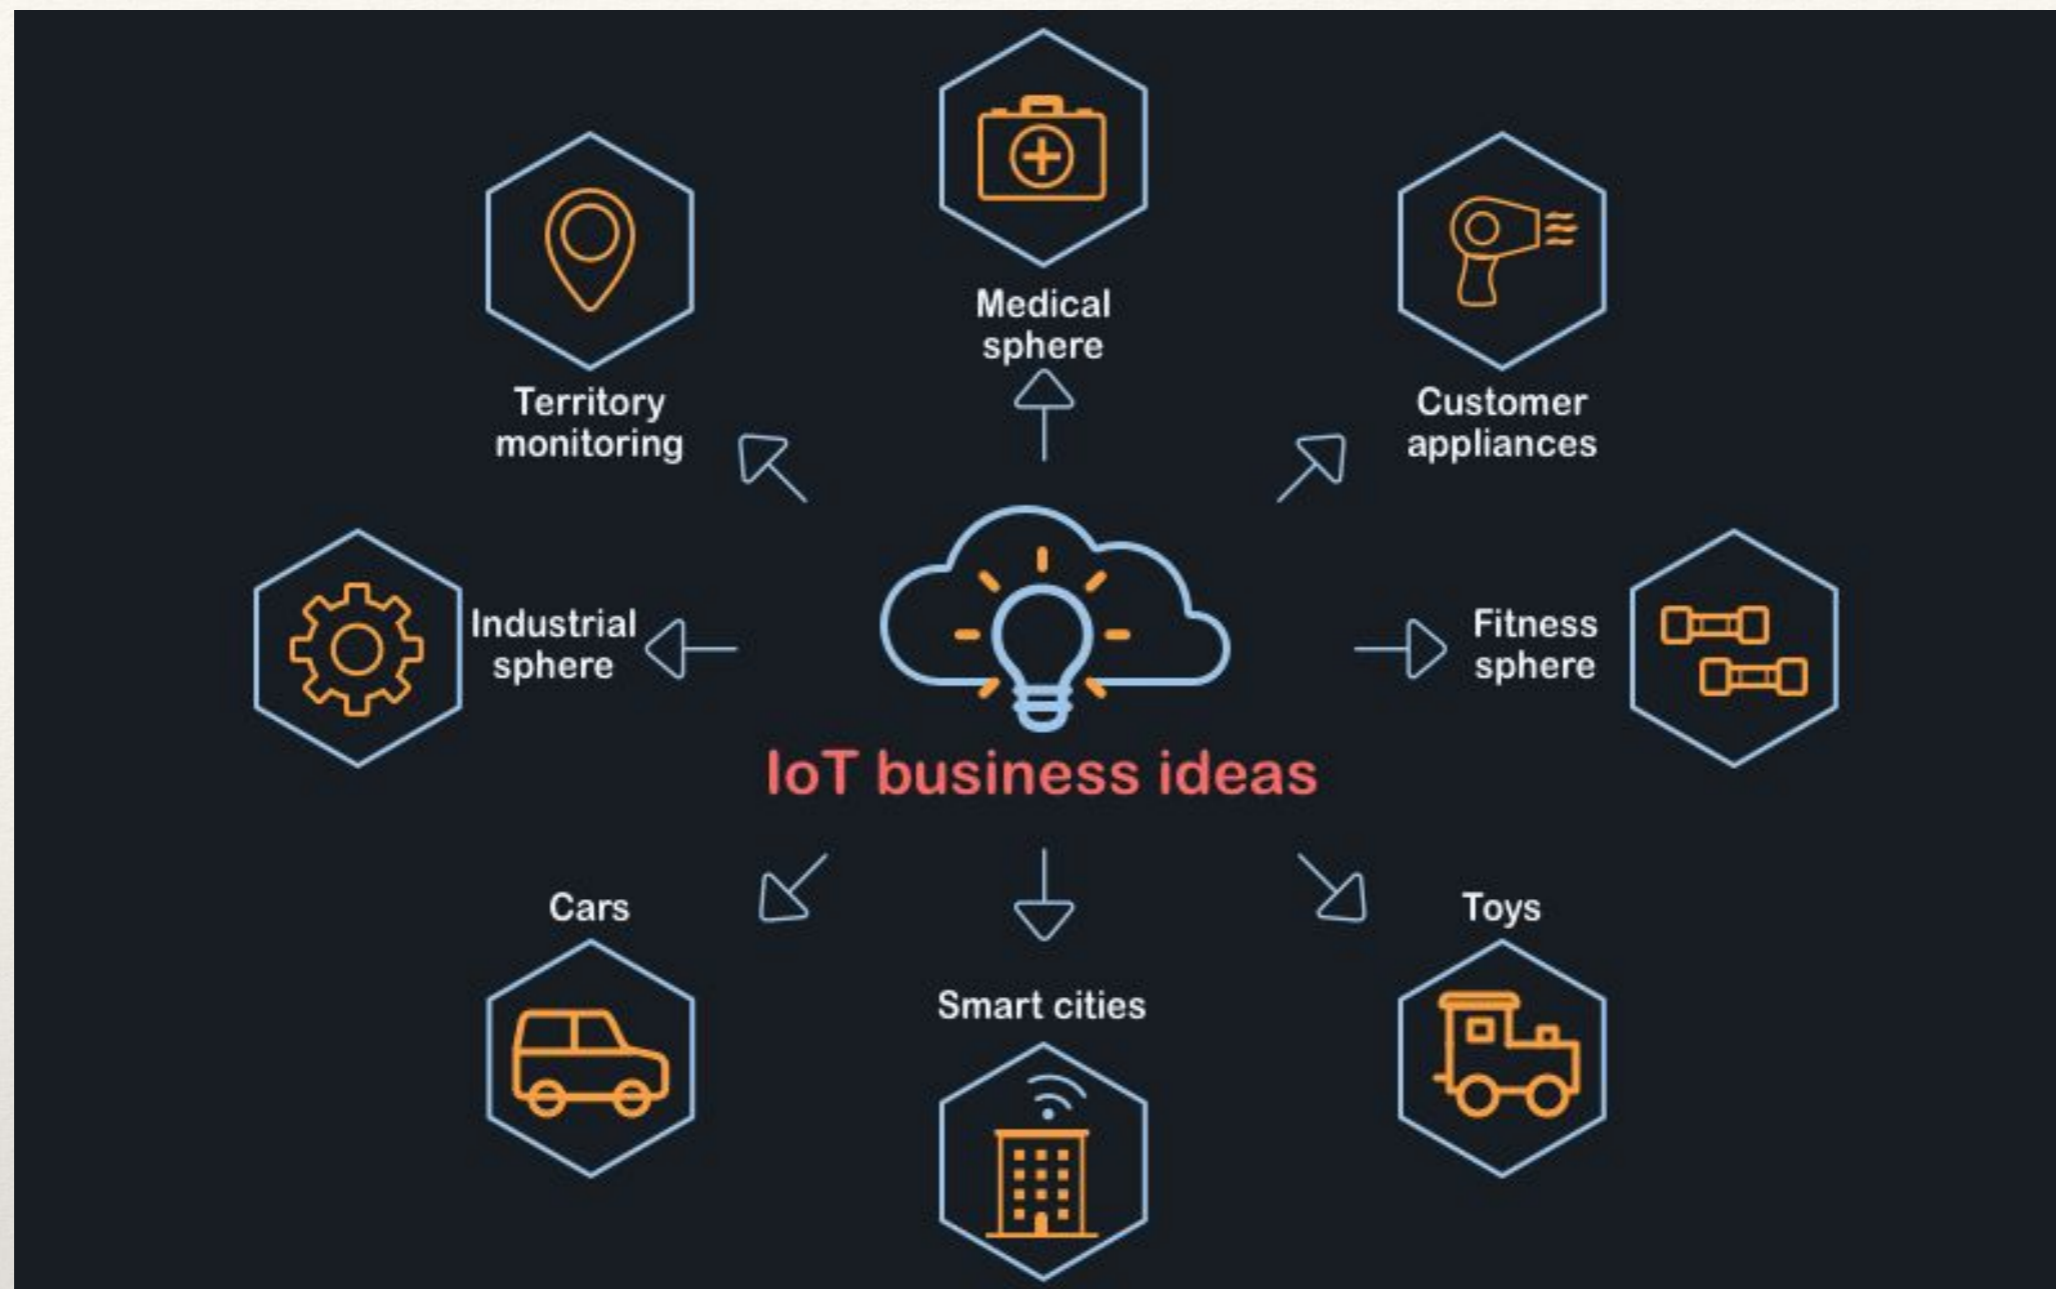 Medical
sphere
Territory
monitoring
Customer
appliances
Industrial
sphere
Fitness
sphere
IoT business ideas
Cars
Toys
Smart cities